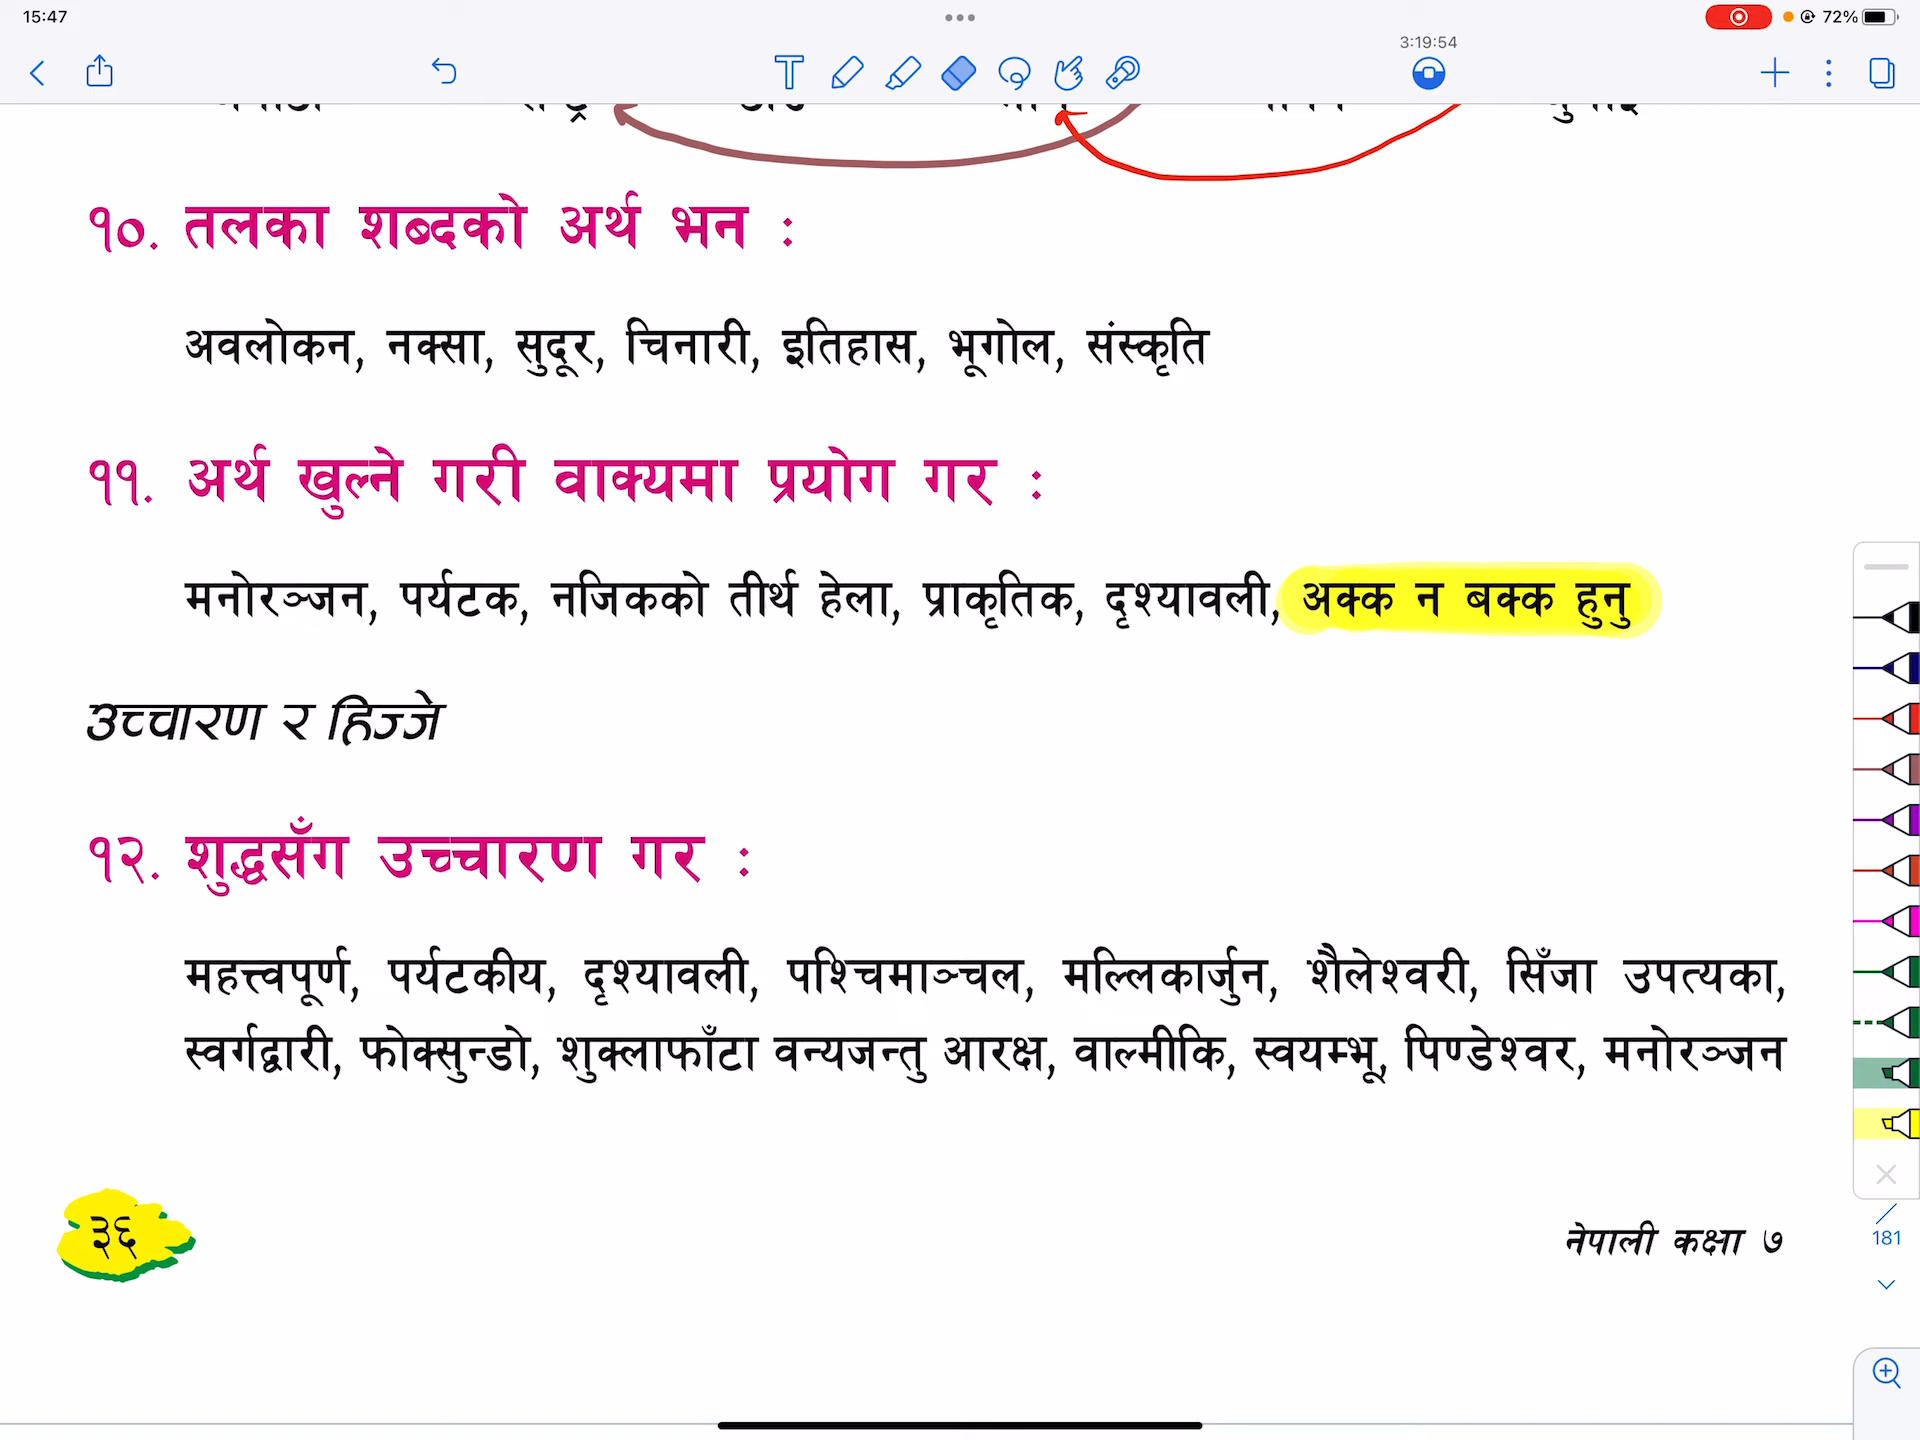 15:47
72%
3:19:54
१०. तलका शब्दको अर्थ भन :
अवलोकन, नक्सा, सुदूर, चिनारी, इतिहास, भूगोल, संस्कृति
११. अर्थ खुल्ने गरी वाक्यमा प्रयोग गर :
मनोरञ्जन, पर्यटक, नजिकको तीर्थ हेला, प्राकृतिक, दृश्यावली, अक्क न बक्क हुनु
उच्चारण र हिज्जे
१२. शुद्धसँग उच्चारण गर :
महत्त्वपूर्ण, पर्यटकीय, दृश्यावली, पश्चिमाञ्चल, मल्लिकार्जुन, शैलेश्वरी, सिँजा उपत्यका,
स्वर्गद्वारी, फोक्सुन्डो, शुक्लाफाँटा वन्यजन्तु आरक्ष, वाल्मीकि, स्वयम्भू, पिण्डेश्वर, मनोरञ्जन
३६
नेपाली कक्षा ७
181